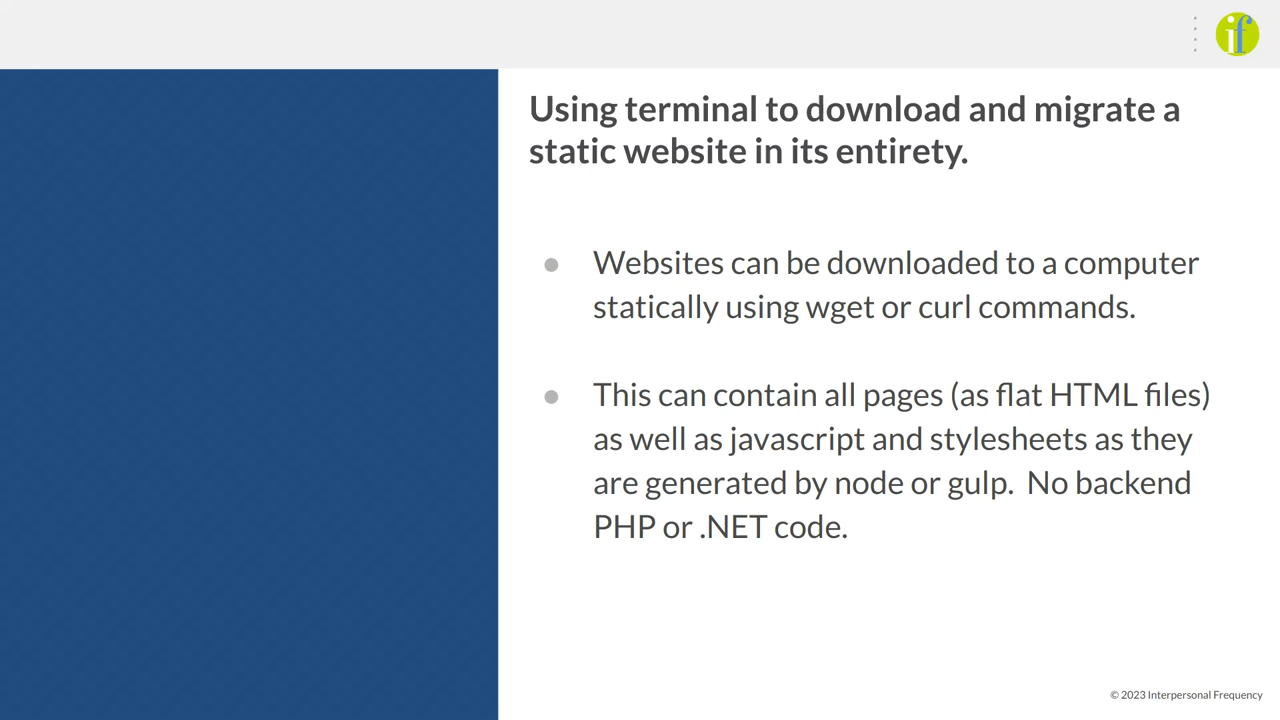 if
Using terminal to download and migrate a
static website in its entirety.
● Websites can be downloaded to a computer
statically using wget or curl commands.
● This can contain all pages (as flat HTML files)
as well as javascript and stylesheets as they
are generated by node or gulp.  No backend
PHP or .NET code.
© 2023 Interpersonal Frequency